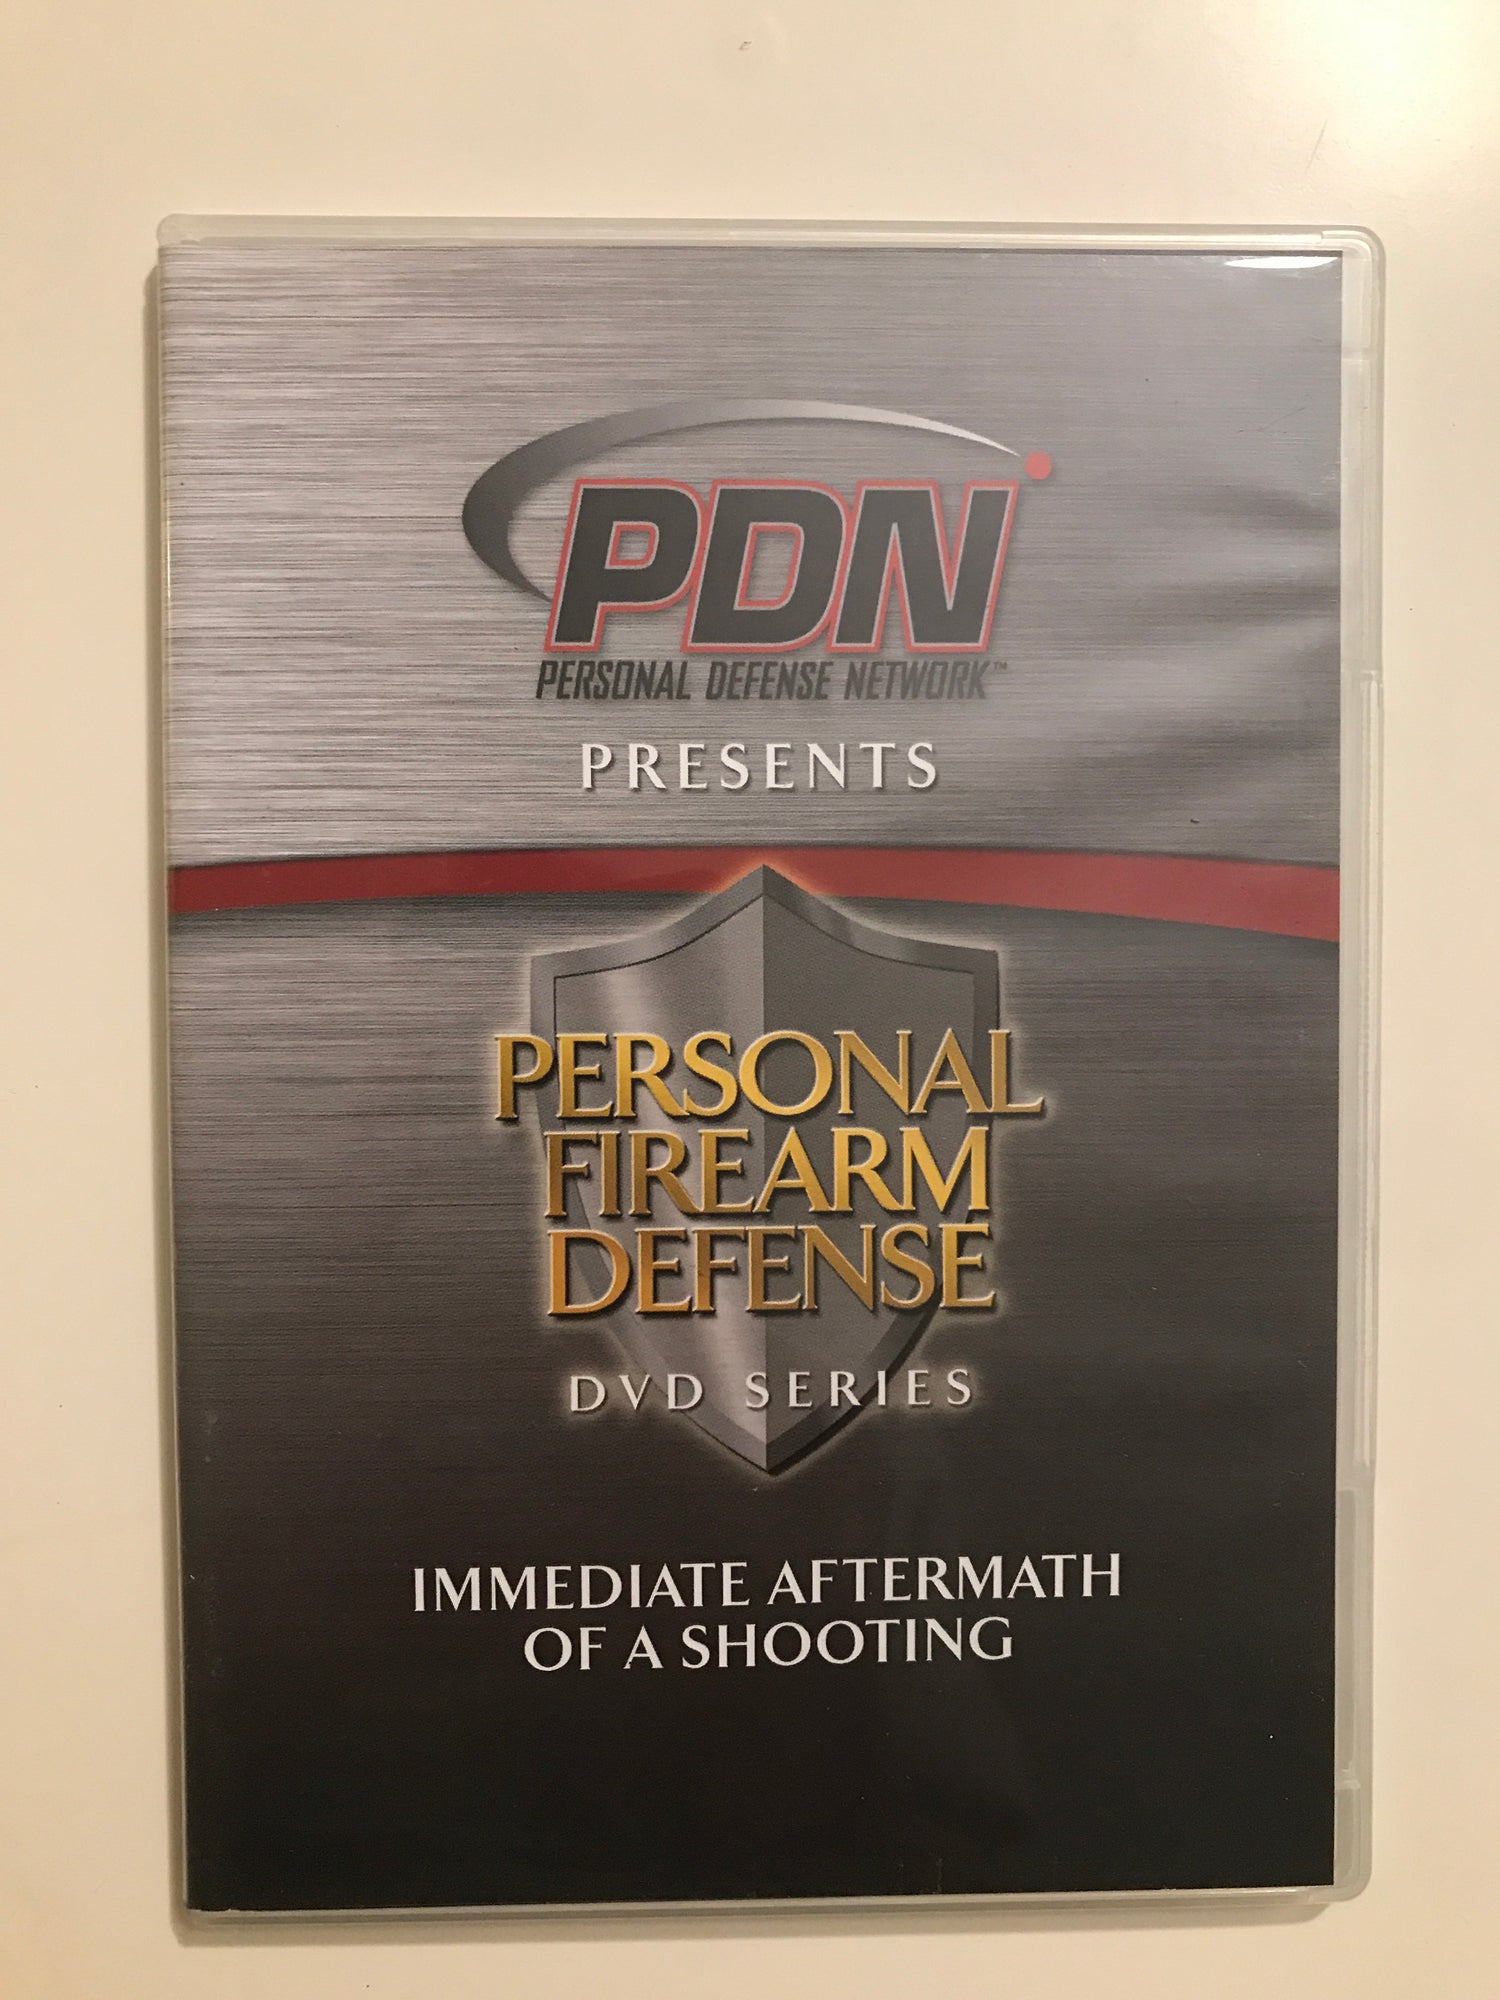 PDN
PERSONAL DEFENSE NETWORK™
PRESENTS
PERSONAL
FIREARM
DEFENSE
DVD SERIES
IMMEDIATE AFTERMATH
OF A SHOOTING